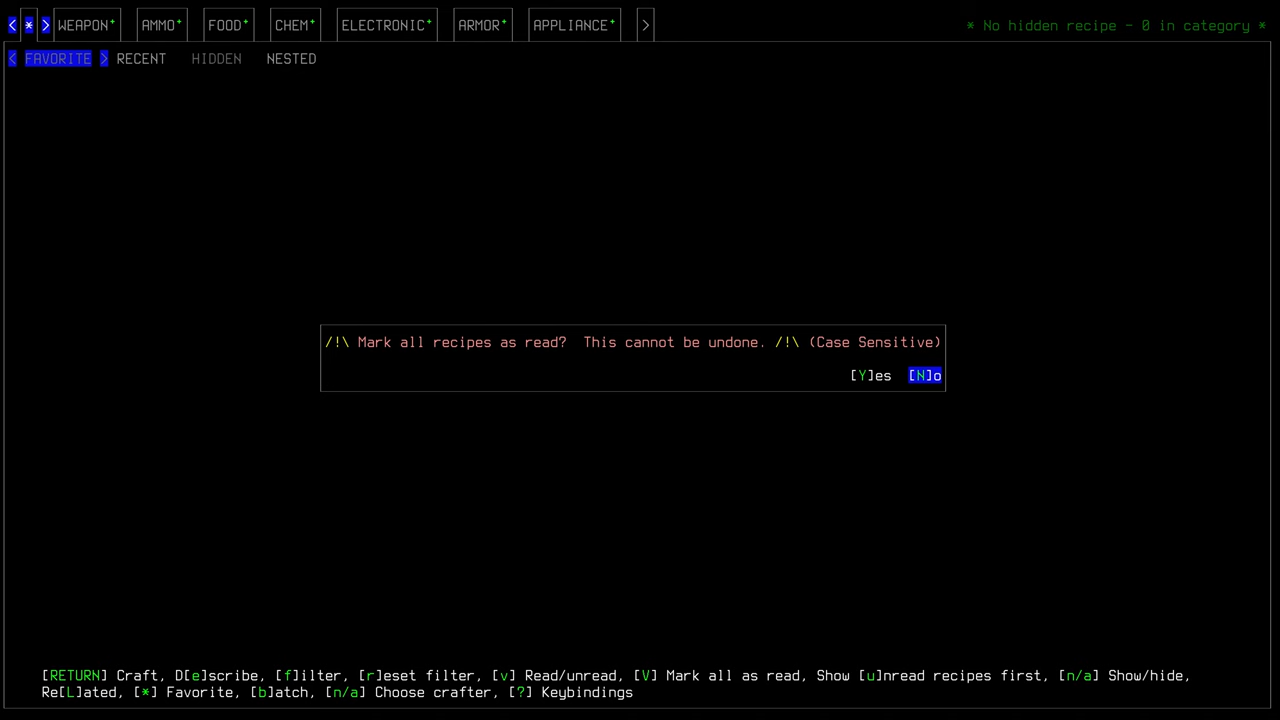 < * > WEAPON+ AMMO+ FOOD+ CHEM+ ELECTRONIC+ ARMOR+ APPLIANCE+ > * No hidden recipe - 0 in category *
< FAVORITE > RECENT HIDDEN NESTED
/!\ Mark all recipes as read?  This cannot be undone. /!\ (Case Sensitive)
[Y]es [N]o
[RETURN] Craft, D[e]scribe, [f]ilter, [r]eset filter, [v] Read/unread, [V] Mark all as read, Show [u]nread recipes first, [n/a] Show/hide,
Re[L]ated, [*] Favorite, [b]atch, [n/a] Choose crafter, [?] Keybindings